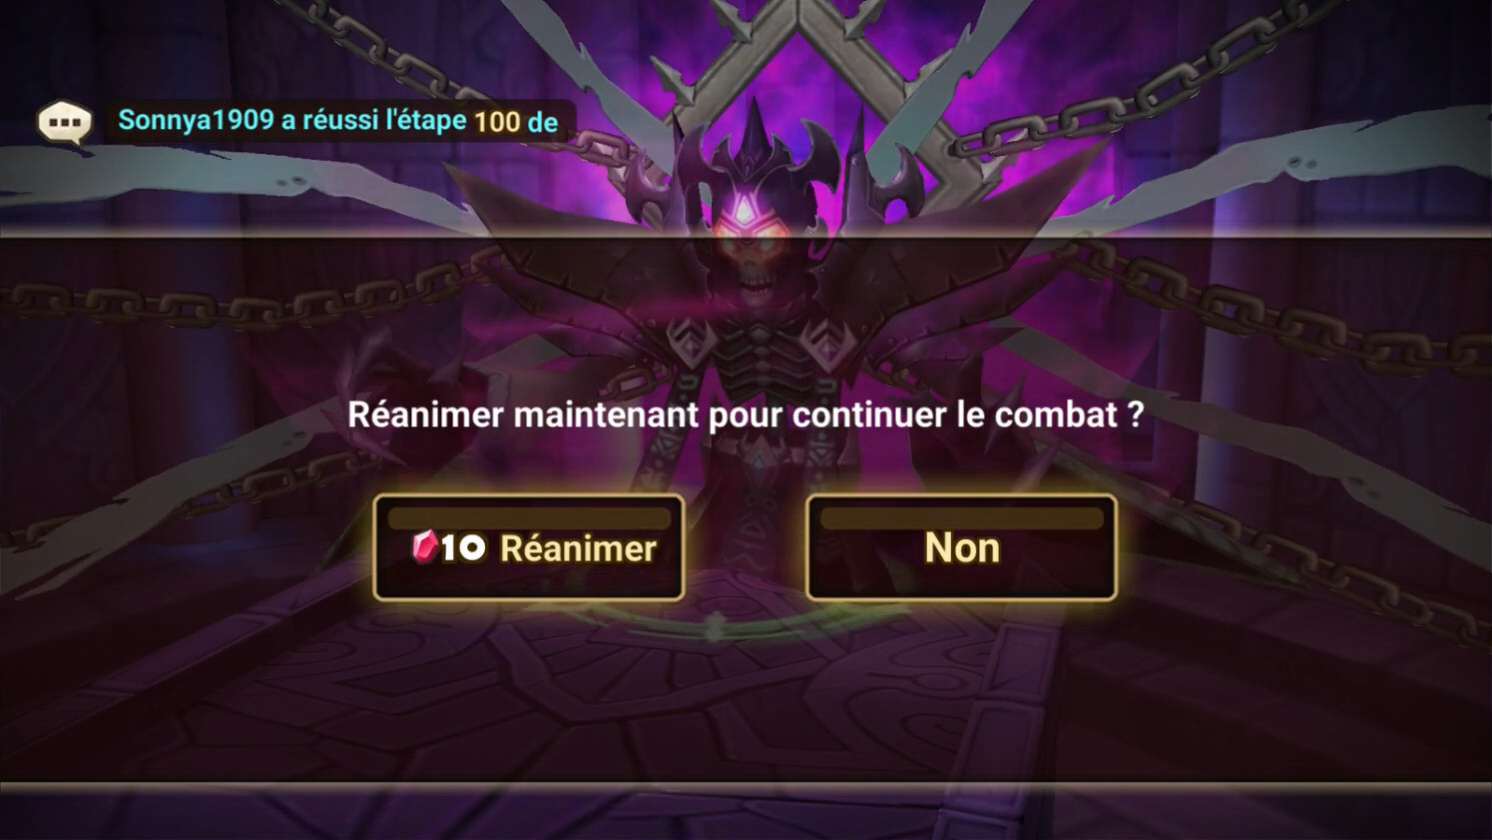 Sonnya1909 a réussi l'étape 100 de
Réanimer maintenant pour continuer le combat ?
10 Réanimer
Non